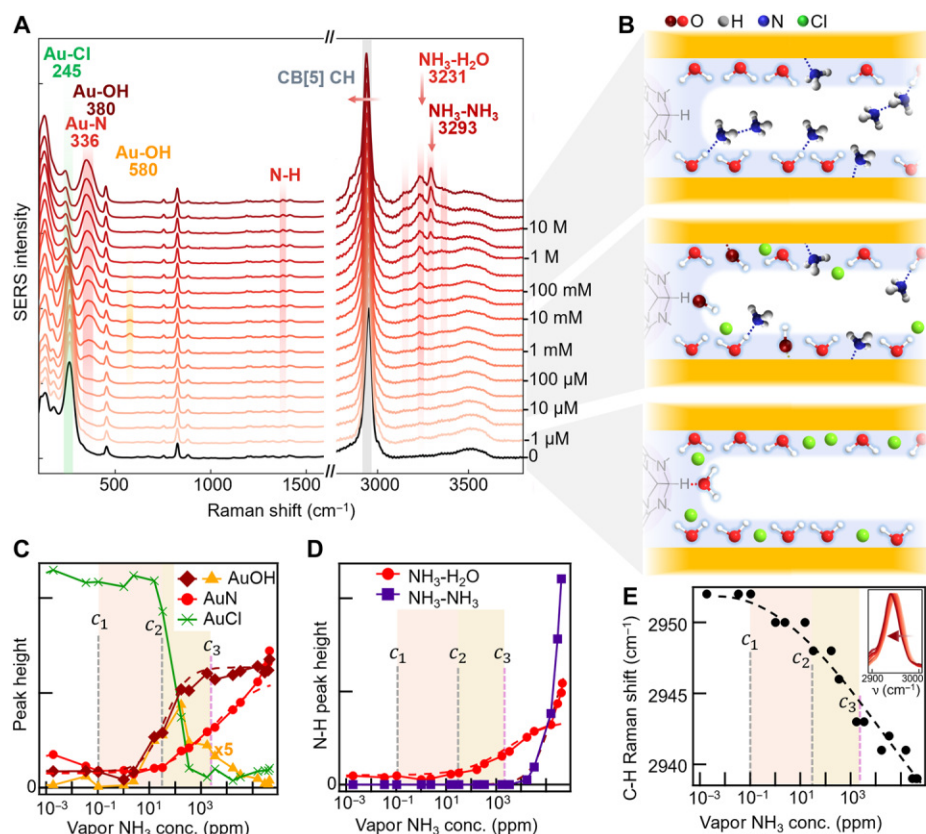 A
B
O H N Cl
//
Au-Cl
245
Au-OH
380
Au-N
336
Au-OH
580
CB[5] CH
NH₃-H₂O
3231
NH₃-NH₃
3293
N-H
10 M
1 M
100 mM
10 mM
1 mM
100 μM
10 μM
1 μM
0
SERS intensity
500 1000 1500 // 3000 3500
Raman shift (cm⁻¹)
N N H N N
N N H N N
N N H N N
C
AuOH
AuN
AuCl
c₁ c₂ c₃
x5
Peak height
0
10⁻³ 10⁻¹ 10¹ 10³
Vapor NH₃ conc. (ppm)
D
NH₃-H₂O
NH₃-NH₃
c₁ c₂ c₃
N-H peak height
0
10⁻³ 10⁻¹ 10¹ 10³
Vapor NH₃ conc. (ppm)
E
2950
2945
2940
C-H Raman shift (cm⁻¹)
c₁ c₂ c₃
2900 3000
ν (cm⁻¹)
10⁻³ 10⁻¹ 10¹ 10³
Vapor NH₃ conc. (ppm)